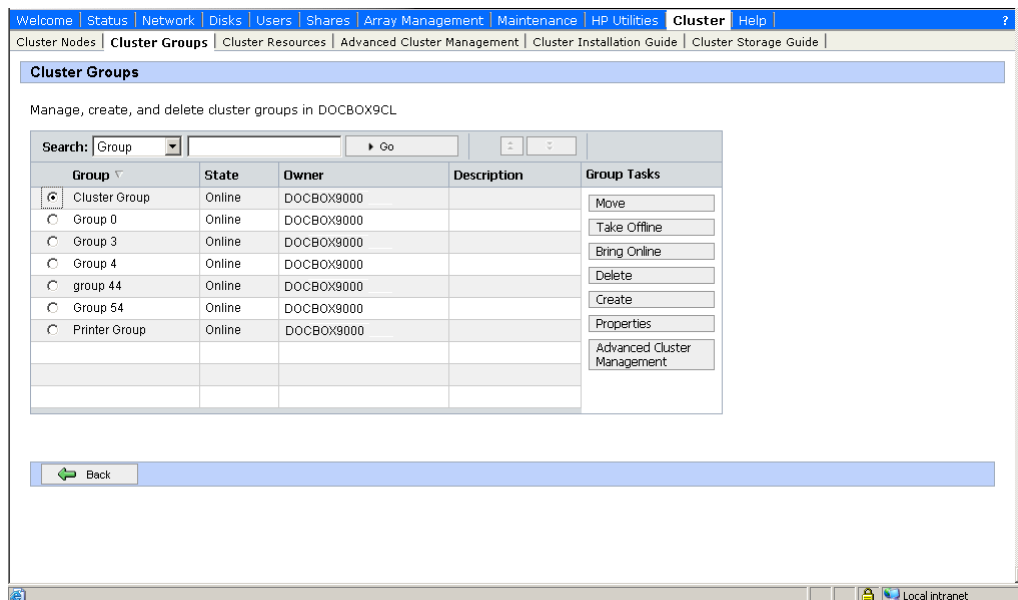 Welcome | Status | Network | Disks | Users | Shares | Array Management | Maintenance | HP Utilities | Cluster | Help | ?
Cluster Nodes | Cluster Groups | Cluster Resources | Advanced Cluster Management | Cluster Installation Guide | Cluster Storage Guide |
Cluster Groups
Manage, create, and delete cluster groups in DOCBOX9CL
Search: Group Go
Group State Owner Description Group Tasks
Cluster Group Online DOCBOX9000
Move
Group 0 Online DOCBOX9000
Take Offline
Group 3 Online DOCBOX9000
Bring Online
Group 4 Online DOCBOX9000
Delete
group 44 Online DOCBOX9000
Create
Group 54 Online DOCBOX9000
Properties
Printer Group Online DOCBOX9000
Advanced Cluster
Management
Back
Local intranet